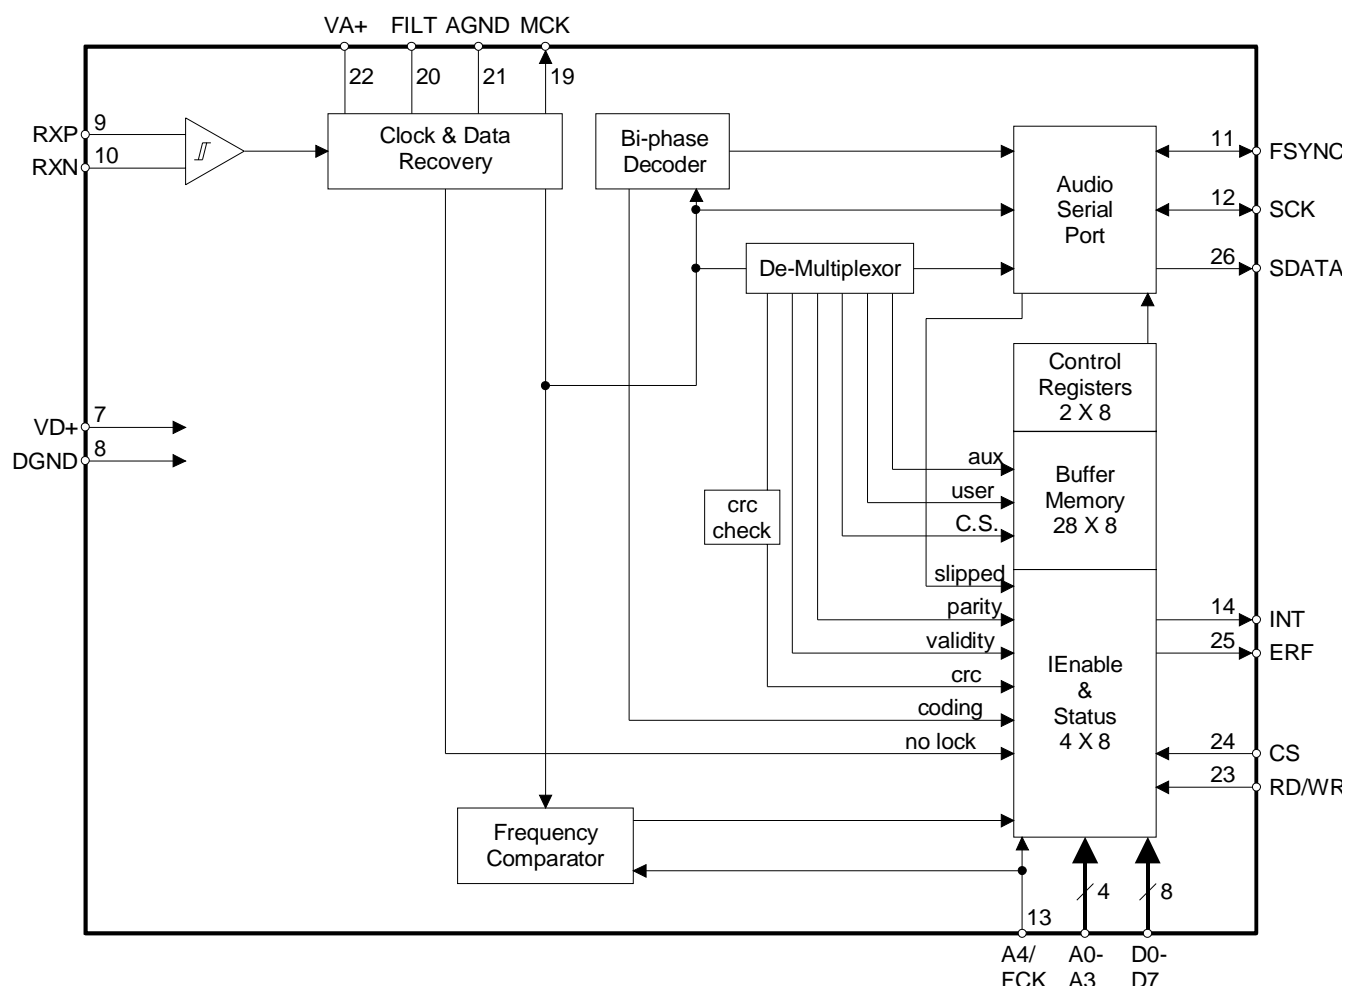 VA+ FILT AGND MCK
22 20 21 19
RXP 9
RXN 10
Clock & Data
Recovery
Bi-phase
Decoder
Audio
Serial
Port
11 FSYNC
12 SCK
26 SDATA
De-Multiplexor
Control
Registers
2 X 8
VD+ 7
DGND 8
aux
user
C.S.
Buffer
Memory
28 X 8
crc
check
slipped
parity
validity
crc
coding
no lock
IEnable
&
Status
4 X 8
14 INT
25 ERF
24 CS
23 RD/WR
Frequency
Comparator
13 4 8
A4/ A0- D0-
FCK A3 D7